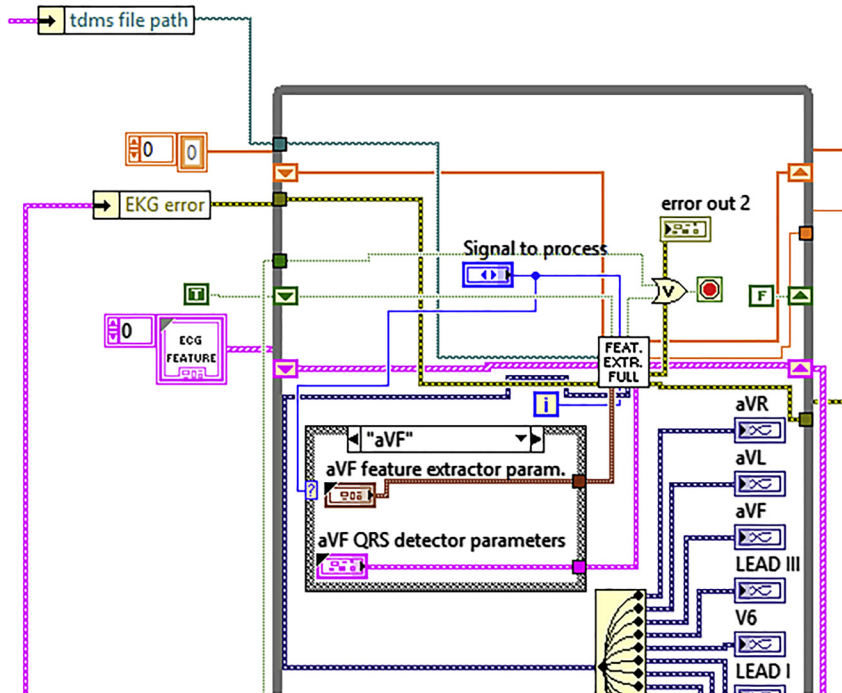 tdms file path
0 0
EKG error
error out 2
Signal to process
V
T
F
0
ECG
FEATURE
FEAT.
EXTR.
FULL
i
aVR
"aVF"
aVL
aVF feature extractor param.
?
aVF
aVF QRS detector parameters
LEAD III
V6
LEAD I